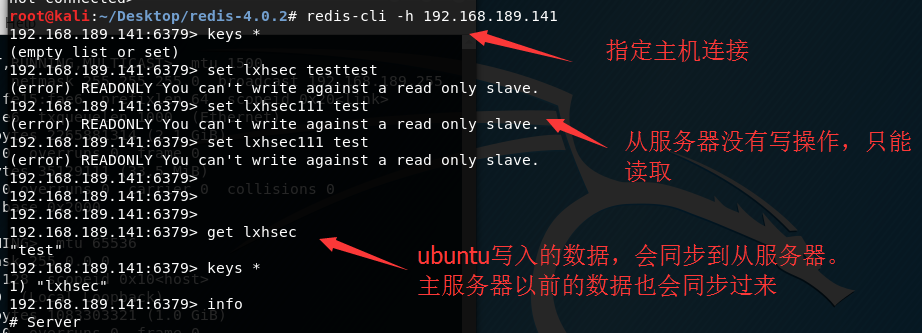 not connected>
root@kali:~/Desktop/redis-4.0.2# redis-cli -h 192.168.189.141
192.168.189.141:6379> keys *
(empty list or set)
192.168.189.141:6379> set lxhsec testtest
(error) READONLY You can't write against a read only slave.
192.168.189.141:6379> set lxhsec111 test
(error) READONLY You can't write against a read only slave.
192.168.189.141:6379> set lxhsec111 test
(error) READONLY You can't write against a read only slave.
192.168.189.141:6379>
192.168.189.141:6379>
192.168.189.141:6379>
192.168.189.141:6379> get lxhsec
"test"
192.168.189.141:6379> keys *
1) "lxhsec"
192.168.189.141:6379> info
# Server
指定主机连接
从服务器没有写操作，只能
读取
ubuntu写入的数据，会同步到从服务器。
主服务器以前的数据也会同步过来